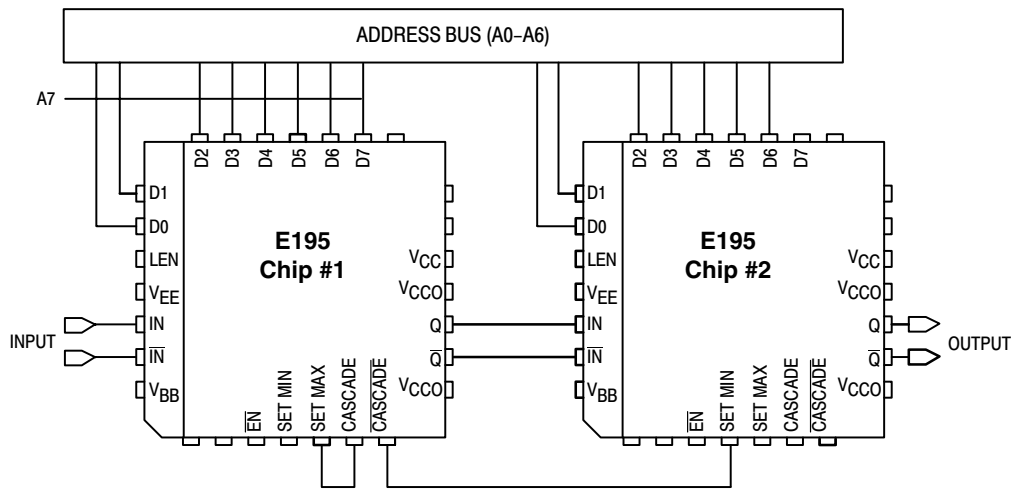 ADDRESS BUS (A0–A6)
A7
D2 D3 D4 D5 D6 D7
D1
D0
LEN
VEE
IN
IN
VBB
E195
Chip #1
VCC
VCCO
Q
Q
VCCO
EN
SET MIN
SET MAX
CASCADE
CASCADE
INPUT
D2 D3 D4 D5 D6 D7
D1
D0
LEN
VEE
IN
IN
VBB
E195
Chip #2
VCC
VCCO
Q
Q
VCCO
EN
SET MIN
SET MAX
CASCADE
CASCADE
OUTPUT